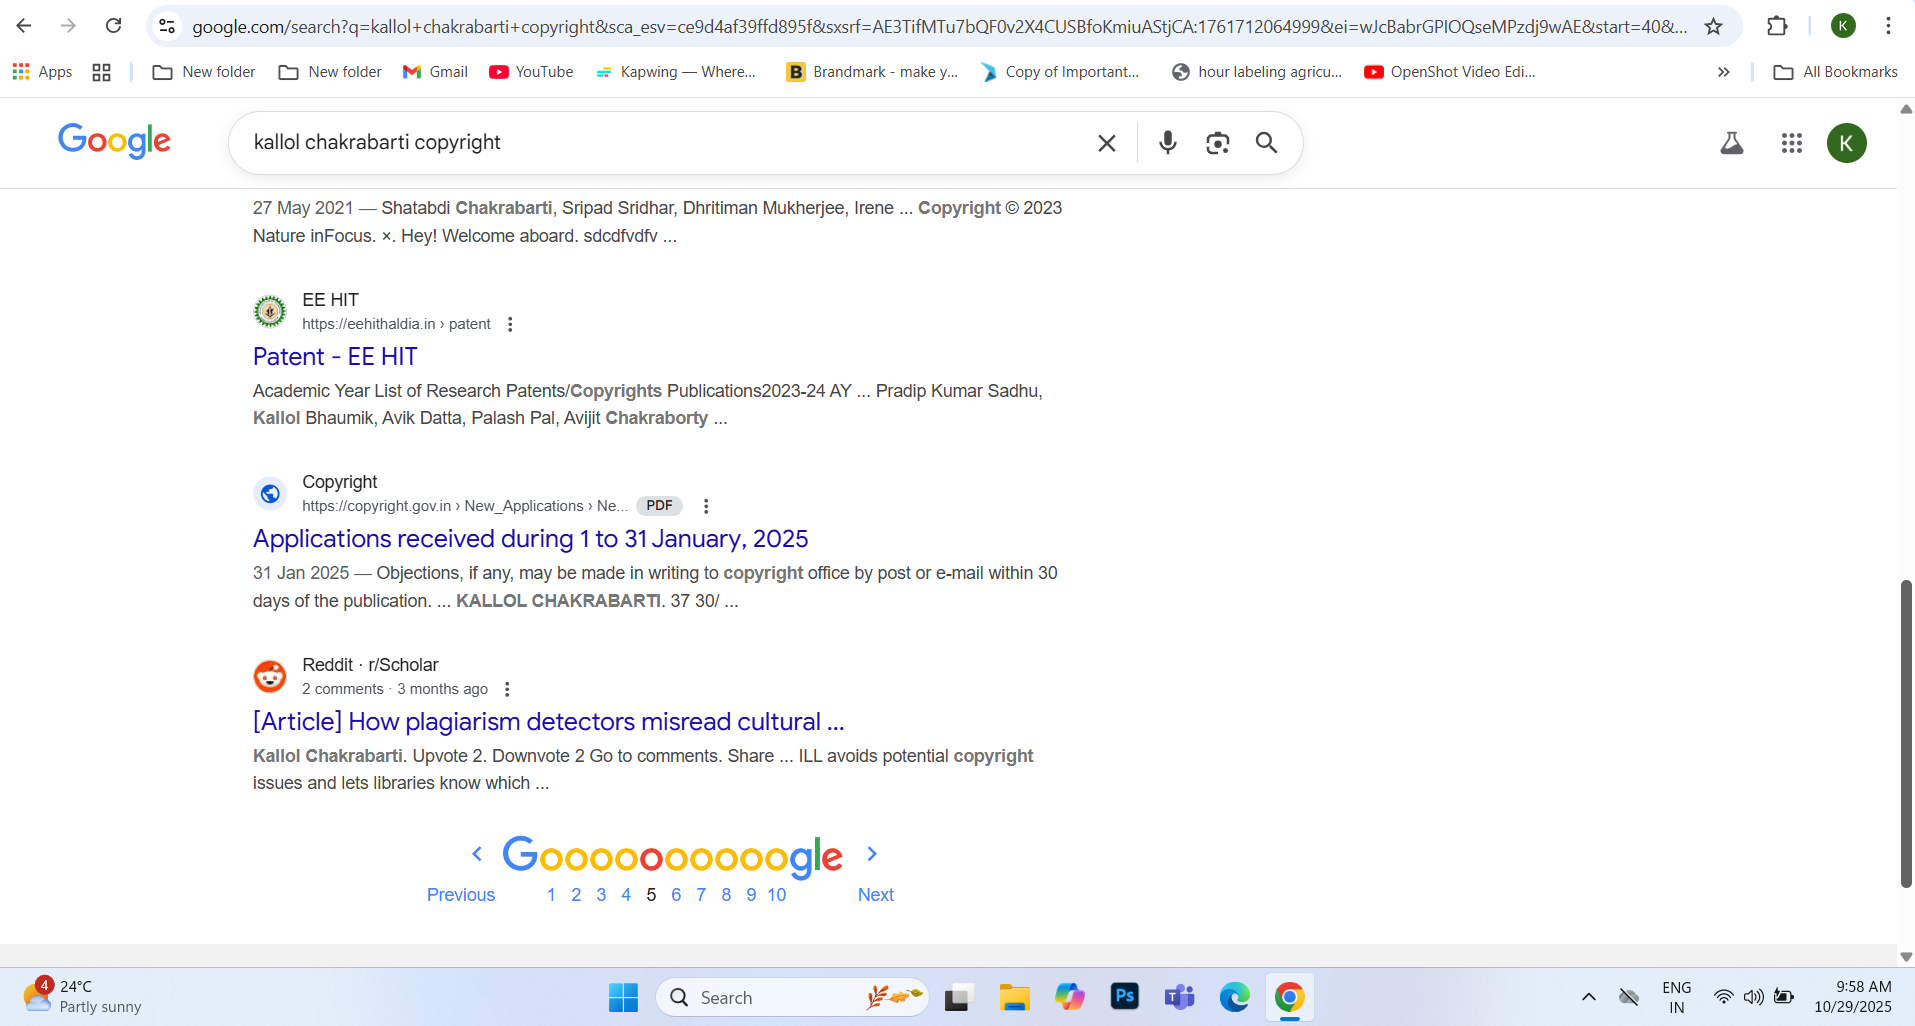 google.com/search?q=kallol+chakrabarti+copyright&sca_esv=ce9d4af39ffd895f&sxsrf=AE3TifMTu7bQF0v2X4CUSBfoKmiuAStjCA:1761712064999&ei=wJcBabrGPIOQseMPzdj9wAE&start=40&...
K
Apps
New folder
New folder
Gmail
YouTube
Kapwing — Where...
B
Brandmark - make y...
Copy of Important...
hour labeling agricu...
OpenShot Video Edi...
»
All Bookmarks
Google
kallol chakrabarti copyright
K
27 May 2021 — Shatabdi Chakrabarti, Sripad Sridhar, Dhritiman Mukherjee, Irene ... Copyright © 2023
Nature inFocus. ×. Hey! Welcome aboard. sdcdfvdfv ...
EE HIT
https://eehithaldia.in › patent
Patent - EE HIT
Academic Year List of Research Patents/Copyrights Publications2023-24 AY ... Pradip Kumar Sadhu,
Kallol Bhaumik, Avik Datta, Palash Pal, Avijit Chakraborty ...
Copyright
https://copyright.gov.in › New_Applications › Ne...
PDF
Applications received during 1 to 31 January, 2025
31 Jan 2025 — Objections, if any, may be made in writing to copyright office by post or e-mail within 30
days of the publication. ... KALLOL CHAKRABARTI. 37 30/ ...
Reddit · r/Scholar
2 comments · 3 months ago
[Article] How plagiarism detectors misread cultural ...
Kallol Chakrabarti. Upvote 2. Downvote 2 Go to comments. Share ... ILL avoids potential copyright
issues and lets libraries know which ...
Goooooooooogle
Previous 1 2 3 4 5 6 7 8 9 10 Next
4
24°C
Partly sunny
Search
Ps
T
ENG
IN
9:58 AM
10/29/2025